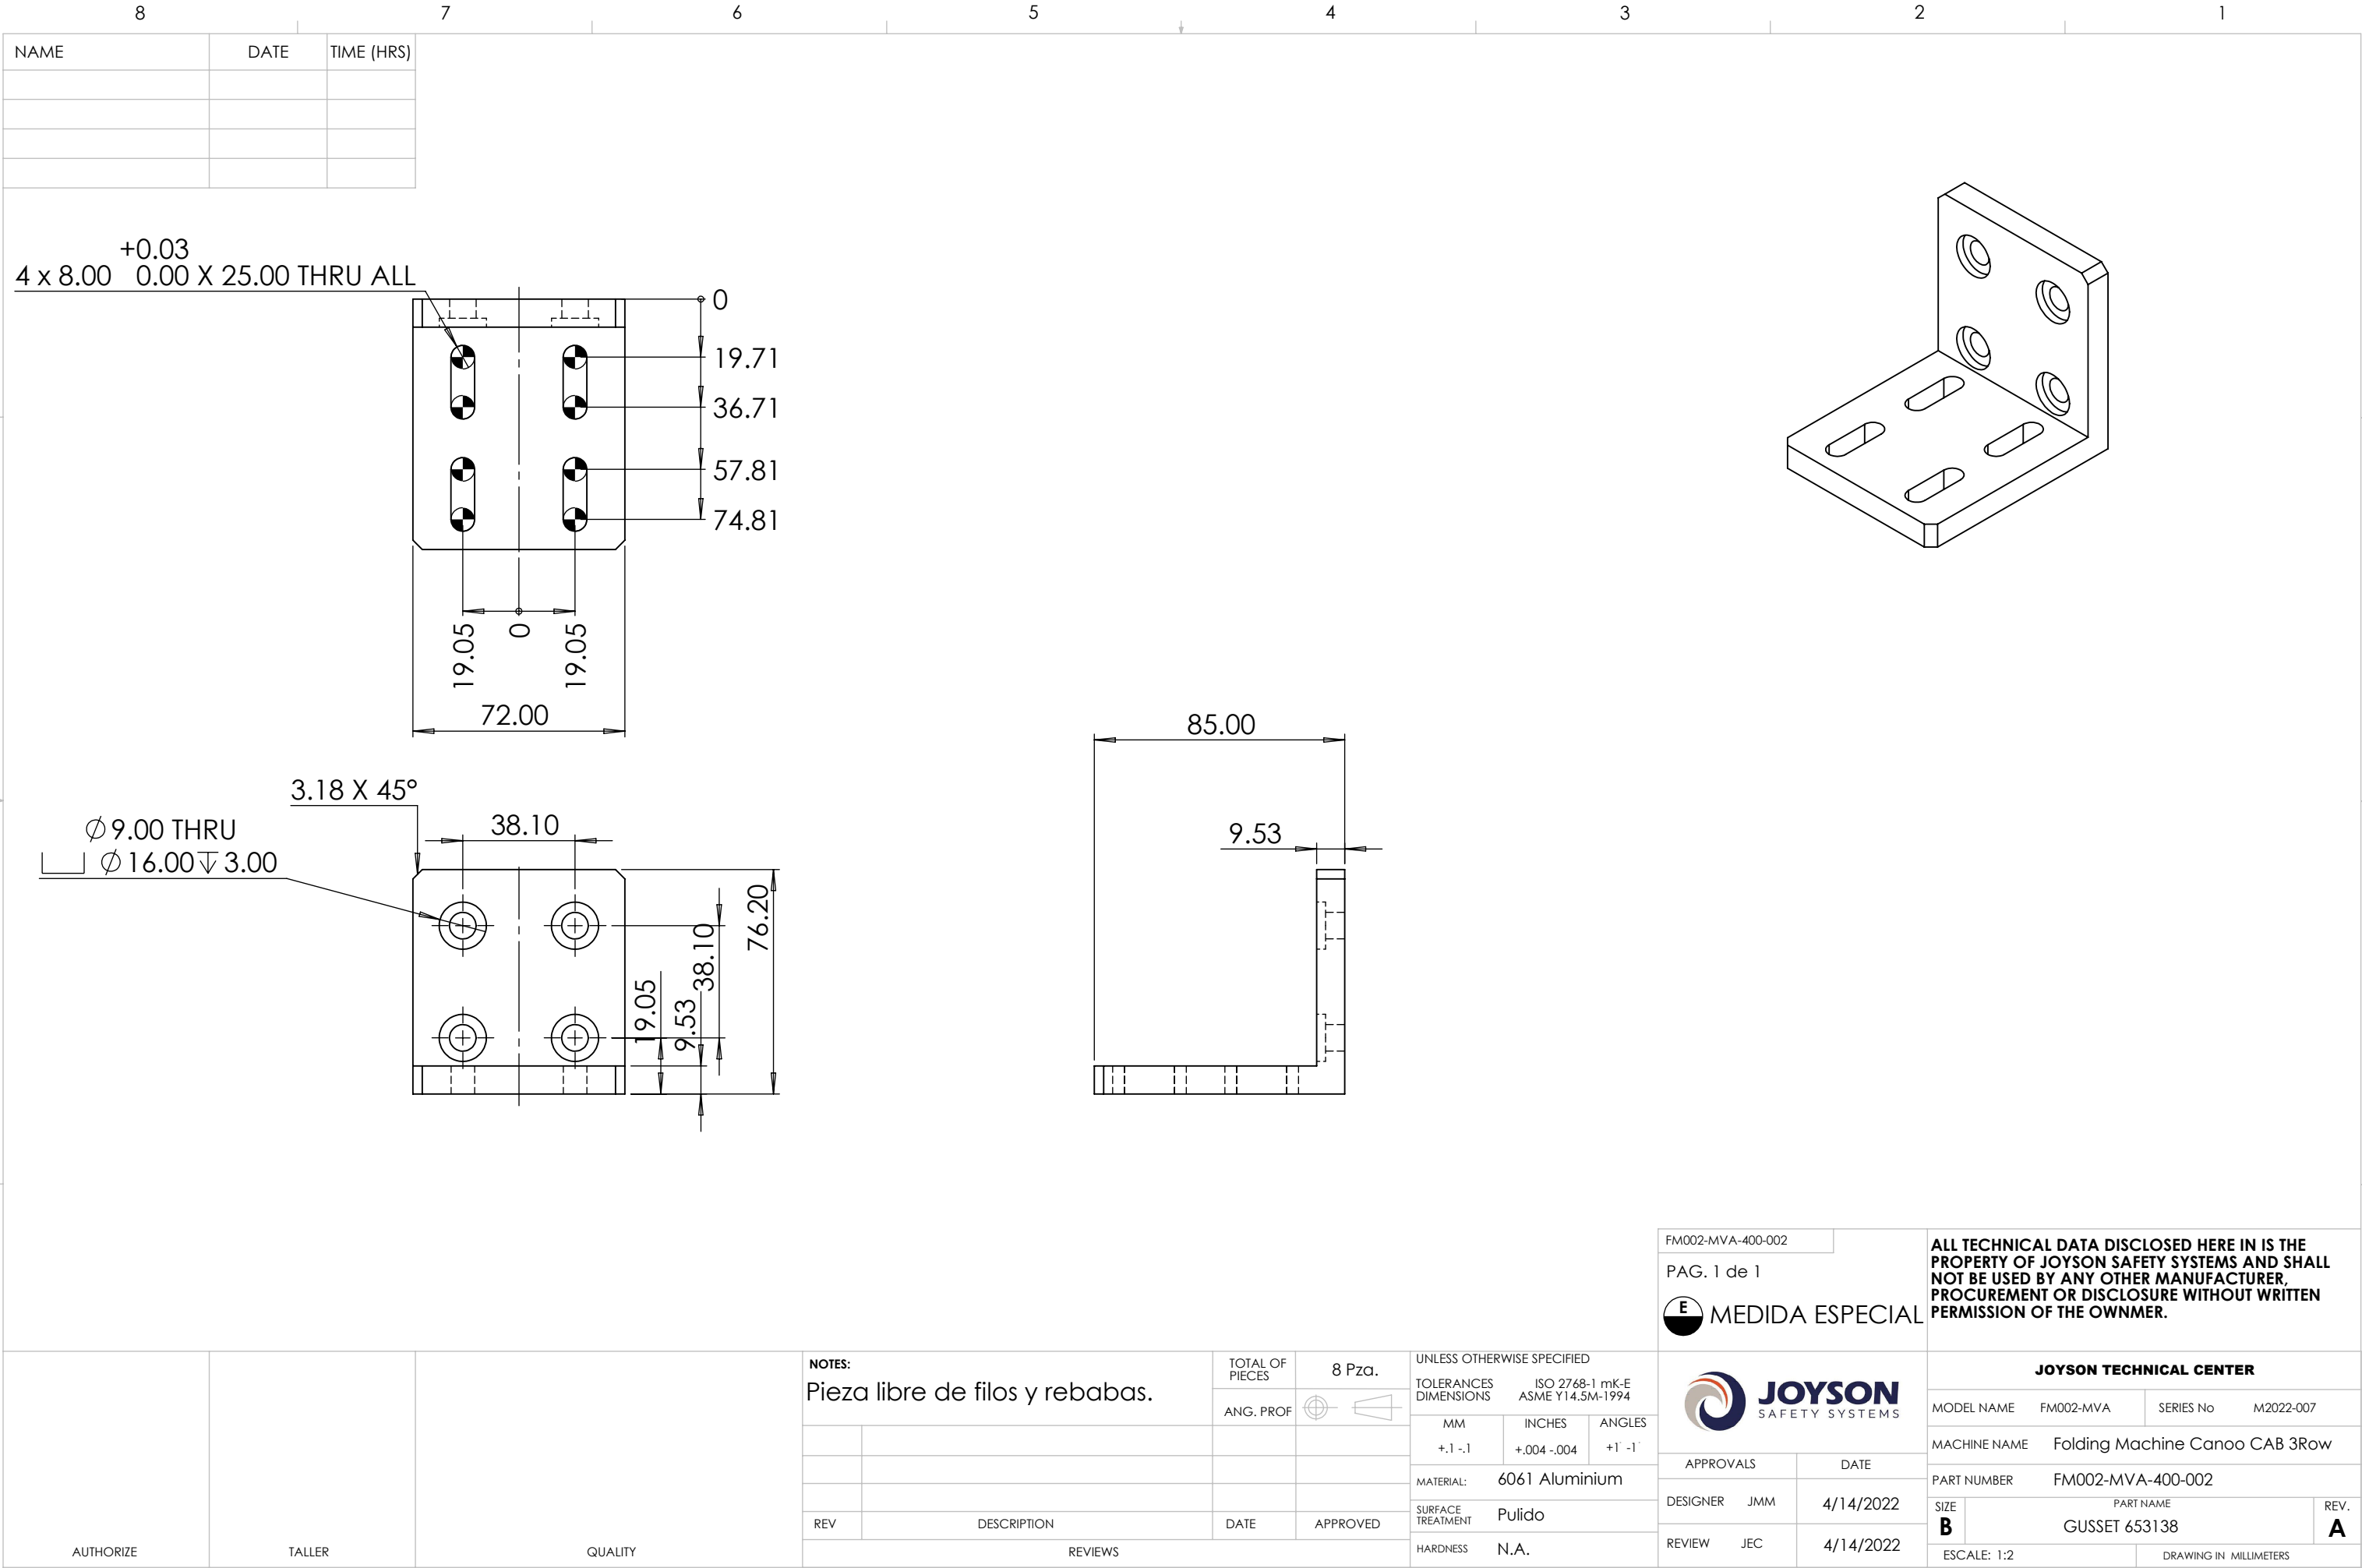 8 7 6 5 4 3 2 1
NAME DATE TIME (HRS)
+0.03
4 x 8.00 0.00 X 25.00 THRU ALL
0
19.71
36.71
57.81
74.81
19.05 0 19.05
72.00
85.00
3.18 X 45°
38.10
9.53
∅9.00 THRU
⌴ ∅16.00↧3.00
76.20
38.10
19.05
9.53
FM002-MVA-400-002
PAG. 1 de 1
E MEDIDA ESPECIAL
ALL TECHNICAL DATA DISCLOSED HERE IN IS THE
PROPERTY OF JOYSON SAFETY SYSTEMS AND SHALL
NOT BE USED BY ANY OTHER MANUFACTURER,
PROCUREMENT OR DISCLOSURE WITHOUT WRITTEN
PERMISSION OF THE OWNMER.
AUTHORIZE TALLER QUALITY
NOTES:
Pieza libre de filos y rebabas.
REV DESCRIPTION DATE APPROVED
REVIEWS
TOTAL OF
PIECES
8 Pza.
ANG. PROF
UNLESS OTHERWISE SPECIFIED
TOLERANCES ISO 2768-1 mK-E
DIMENSIONS ASME Y14.5M-1994
MM INCHES ANGLES
+.1 -.1 +.004 -.004 +1° -1°
MATERIAL: 6061 Aluminium
SURFACE
TREATMENT
Pulido
HARDNESS N.A.
JOYSON
SAFETY SYSTEMS
APPROVALS DATE
DESIGNER JMM 4/14/2022
REVIEW JEC 4/14/2022
JOYSON TECHNICAL CENTER
MODEL NAME FM002-MVA SERIES No M2022-007
MACHINE NAME Folding Machine Canoo CAB 3Row
PART NUMBER FM002-MVA-400-002
SIZE PART NAME REV.
B GUSSET 653138 A
ESCALE: 1:2 DRAWING IN MILLIMETERS